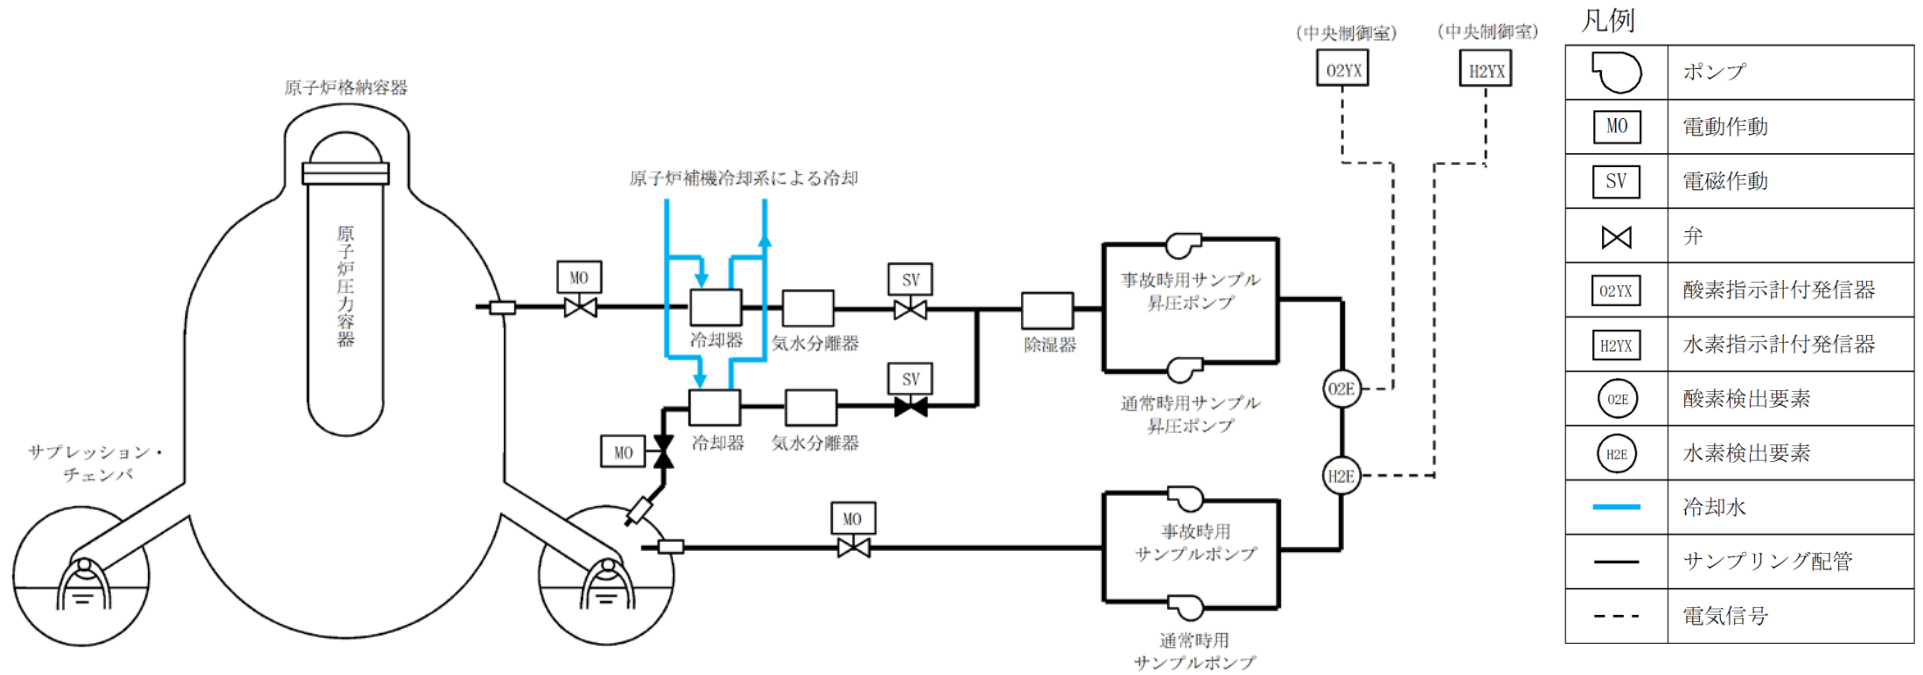 (中央制御室)
(中央制御室)
O2YX
H2YX
原子炉格納容器
原子炉圧力容器
原子炉補機冷却系による冷却
MO
冷却器
気水分離器
SV
除湿器
事故時用サンプル
昇圧ポンプ
通常時用サンプル
昇圧ポンプ
SV
MO
冷却器
気水分離器
O2E
H2E
サプレッション・
チェンバ
MO
事故時用
サンプルポンプ
通常時用
サンプルポンプ
凡例
ポンプ
MO
電動作動
SV
電磁作動
弁
O2YX
酸素指示計付発信器
H2YX
水素指示計付発信器
O2E
酸素検出要素
H2E
水素検出要素
冷却水
サンプリング配管
電気信号